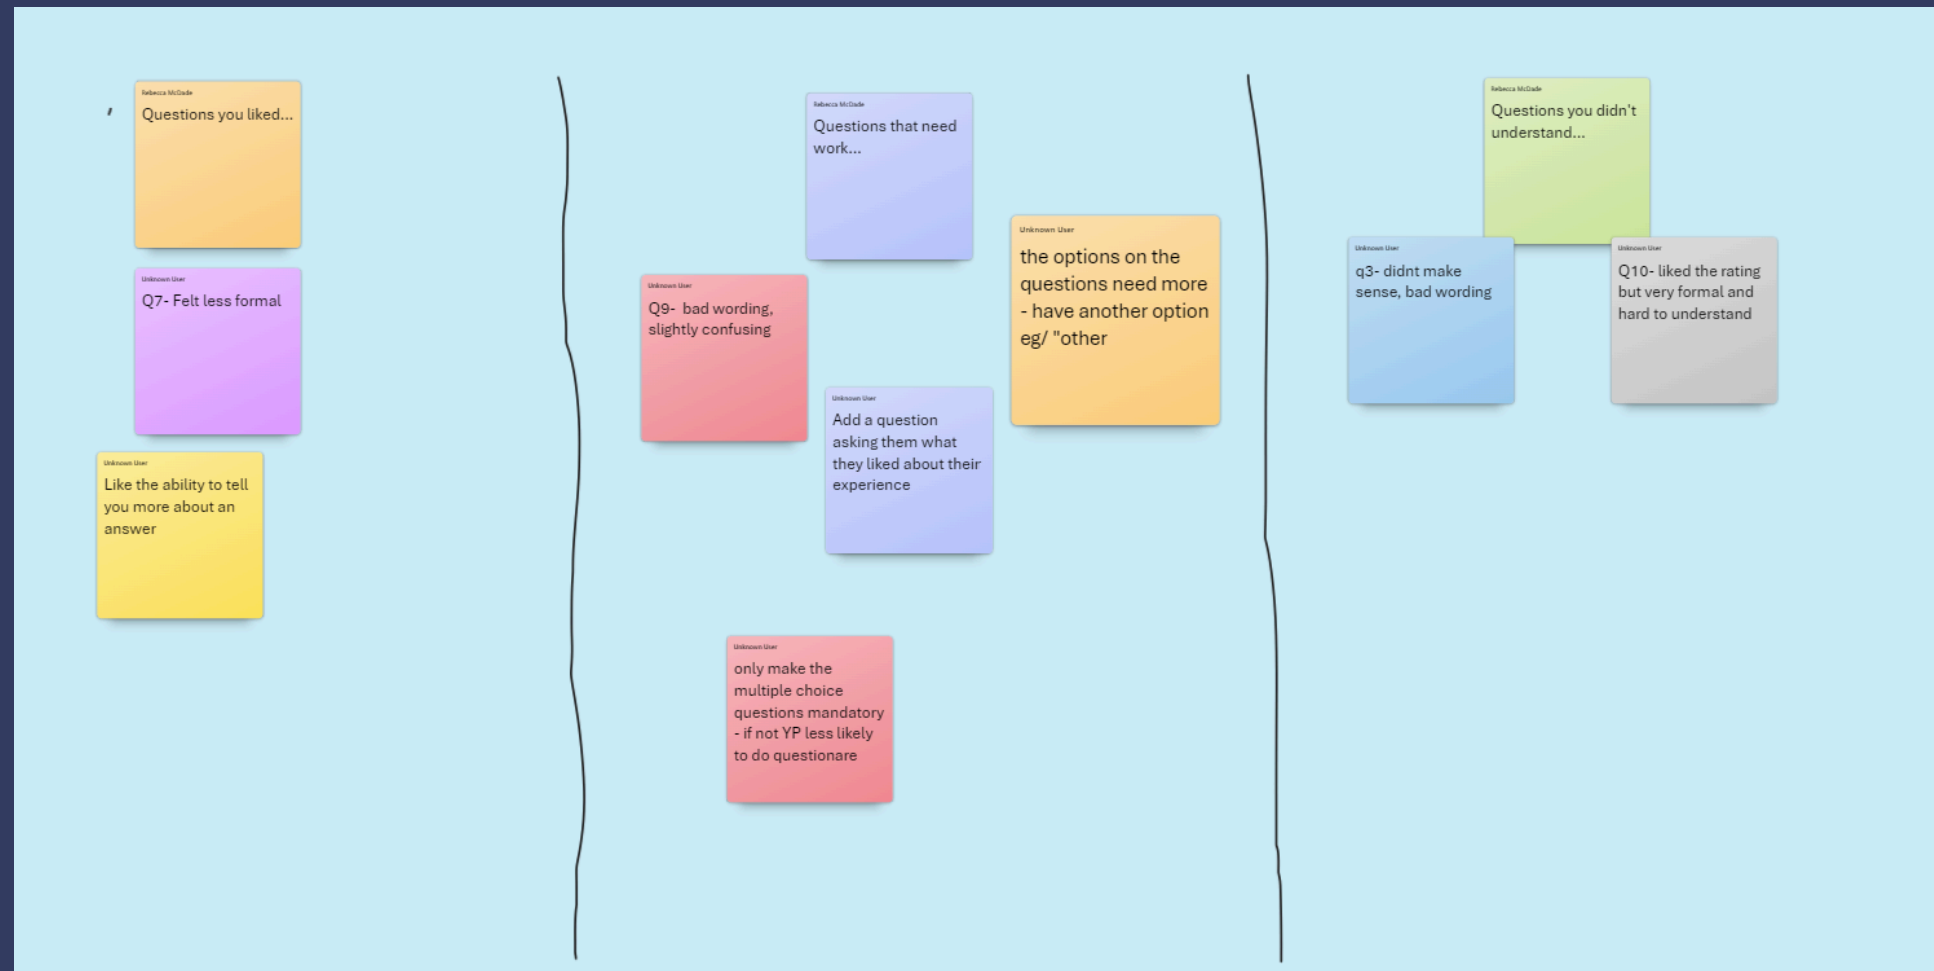 Rebecca McDade
Questions you liked...
Unknown User
Q7- Felt less formal
Unknown User
Like the ability to tell
you more about an
answer
Rebecca McDade
Questions that need
work...
Unknown User
Q9-  bad wording,
slightly confusing
Unknown User
the options on the
questions need more
- have another option
eg/ "other
Unknown User
Add a question
asking them what
they liked about their
experience
Unknown User
only make the
multiple choice
questions mandatory
- if not YP less likely
to do questionare
Rebecca McDade
Questions you didn't
understand...
Unknown User
q3- didnt make
sense, bad wording
Unknown User
Q10- liked the rating
but very formal and
hard to understand